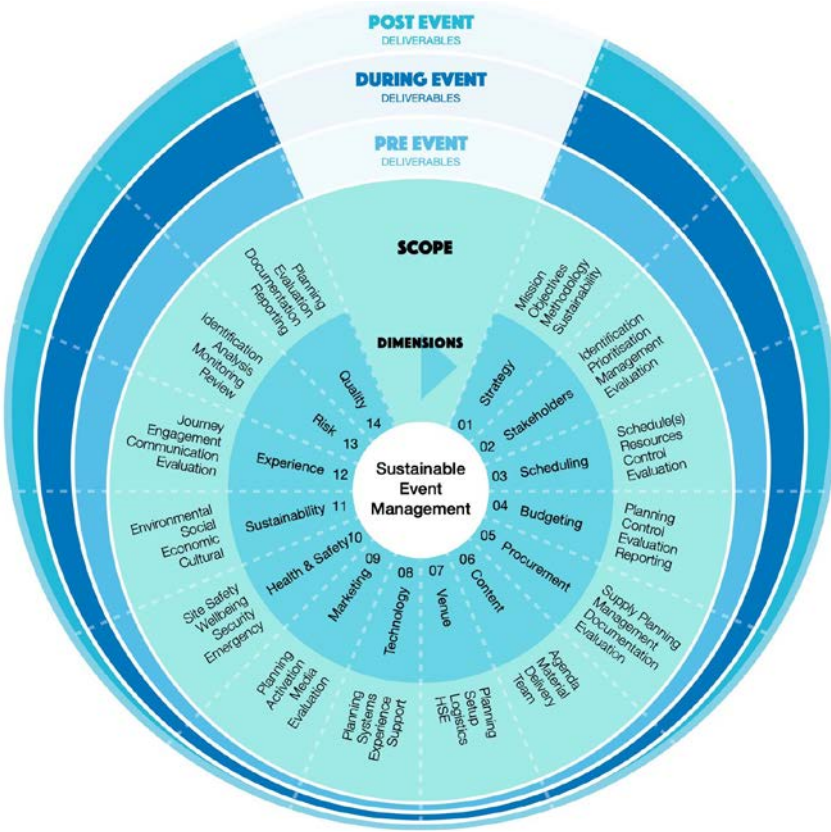 POST EVENT
DELIVERABLES
DURING EVENT
DELIVERABLES
PRE EVENT
DELIVERABLES
SCOPE
DIMENSIONS
Sustainable
Event
Management
01
Strategy
Mission
Objectives
Methodology
Sustainability
02
Stakeholders
Identification
Prioritisation
Management
Evaluation
03
Scheduling
Schedule(s)
Resources
Control
Evaluation
04
Budgeting
Planning
Control
Evaluation
Reporting
05
Procurement
Supply Planning
Management
Documentation
Evaluation
06
Content
Agenda
Material
Delivery
Team
07
Venue
Planning
Setup
Logistics
HSE
08
Technology
Planning
Systems
Experience
Support
09
Marketing
Planning
Activation
Media
Evaluation
10
Health & Safety
Site Safety
Wellbeing
Security
Emergency
11
Sustainability
Environmental
Social
Economic
Cultural
12
Experience
Journey
Engagement
Communication
Evaluation
13
Risk
Identification
Analysis
Monitoring
Review
14
Quality
Planning
Evaluation
Documentation
Reporting